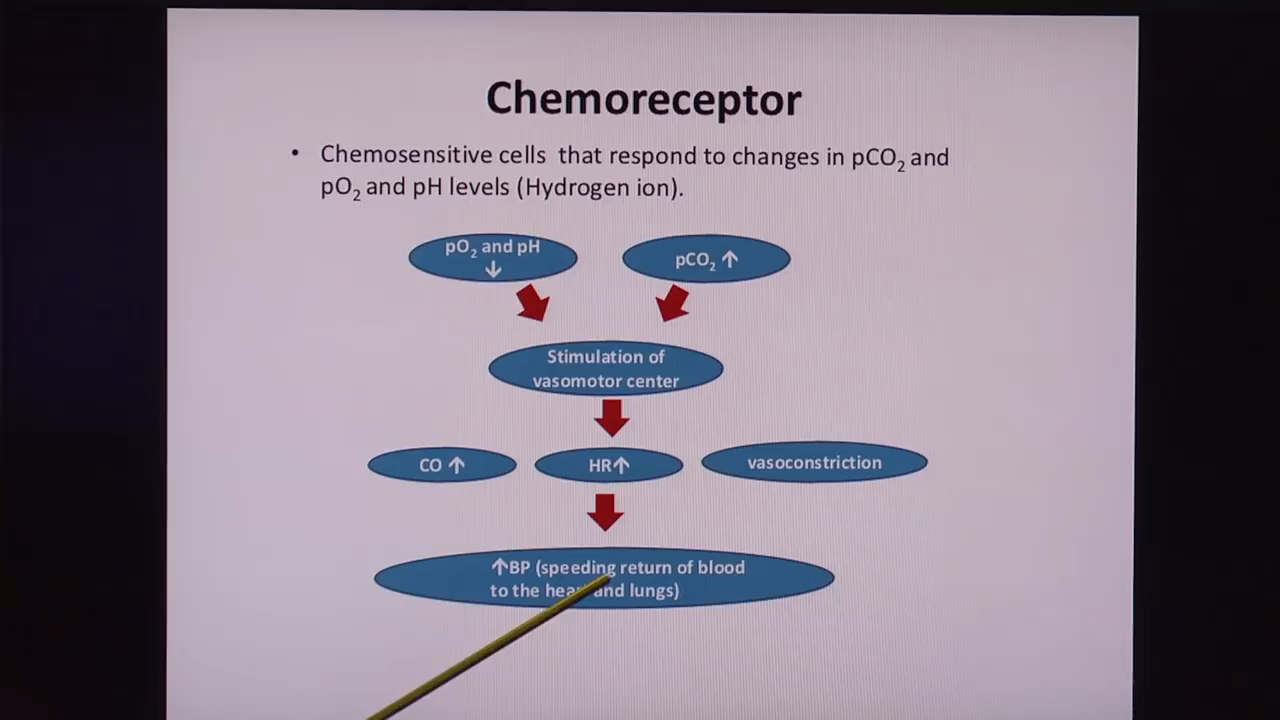 Chemoreceptor
• Chemosensitive cells that respond to changes in pCO₂ and
pO₂ and pH levels (Hydrogen ion).
pO₂ and pH
↓
pCO₂ ↑
Stimulation of
vasomotor center
CO ↑
HR↑
vasoconstriction
↑BP (speeding return of blood
to the heart and lungs)